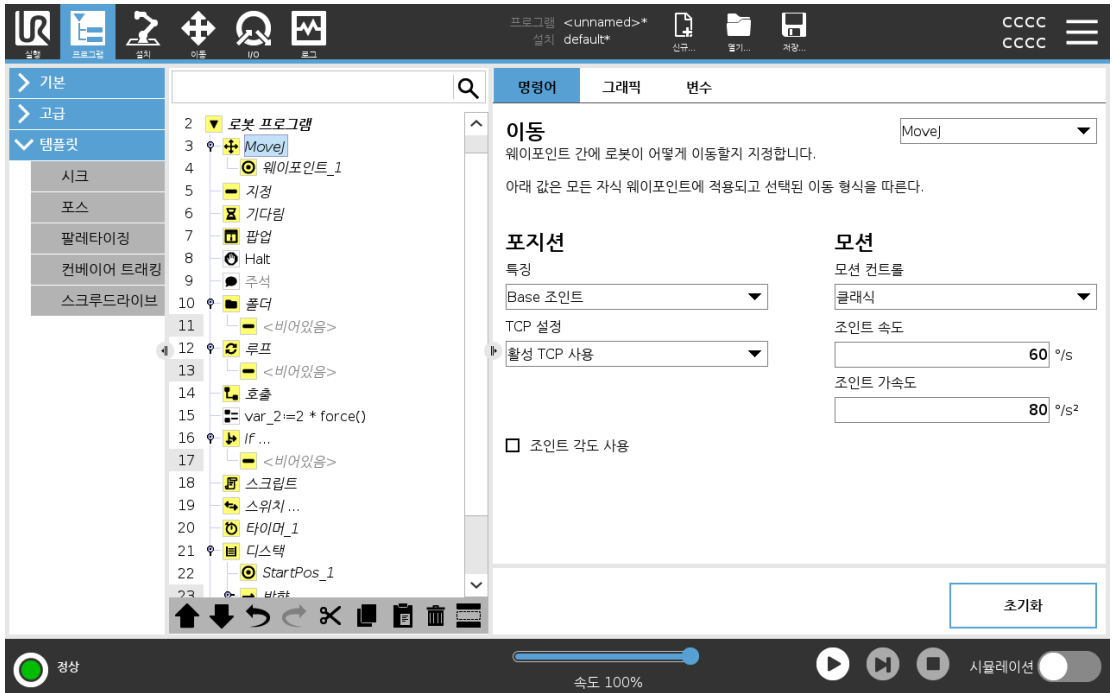 UR
프로그램 <unnamed>*
설치 default*
cccc
cccc
실행 프로그램 설치 이동 I/O 로그 신규... 열기... 저장...
기본
고급
템플릿
시크
포스
팔레타이징
컨베이어 트래킹
스크루드라이브
2 로봇 프로그램
3 MoveJ
4 웨이포인트_1
5 지정
6 기다림
7 팝업
8 Halt
9 주석
10 폴더
11 <비어있음>
12 루프
13 <비어있음>
14 호출
15 var_2≔2 * force()
16 If ...
17 <비어있음>
18 스크립트
19 스위치 ...
20 타이머_1
21 디스택
22 StartPos_1
23 방향
명령어 그래픽 변수
이동
MoveJ
웨이포인트 간에 로봇이 어떻게 이동할지 지정합니다.
아래 값은 모든 자식 웨이포인트에 적용되고 선택된 이동 형식을 따른다.
포지션
특징
Base 조인트
TCP 설정
활성 TCP 사용
조인트 각도 사용
모션
모션 컨트롤
클래식
조인트 속도
60 °/s
조인트 가속도
80 °/s²
초기화
정상
속도 100%
시뮬레이션